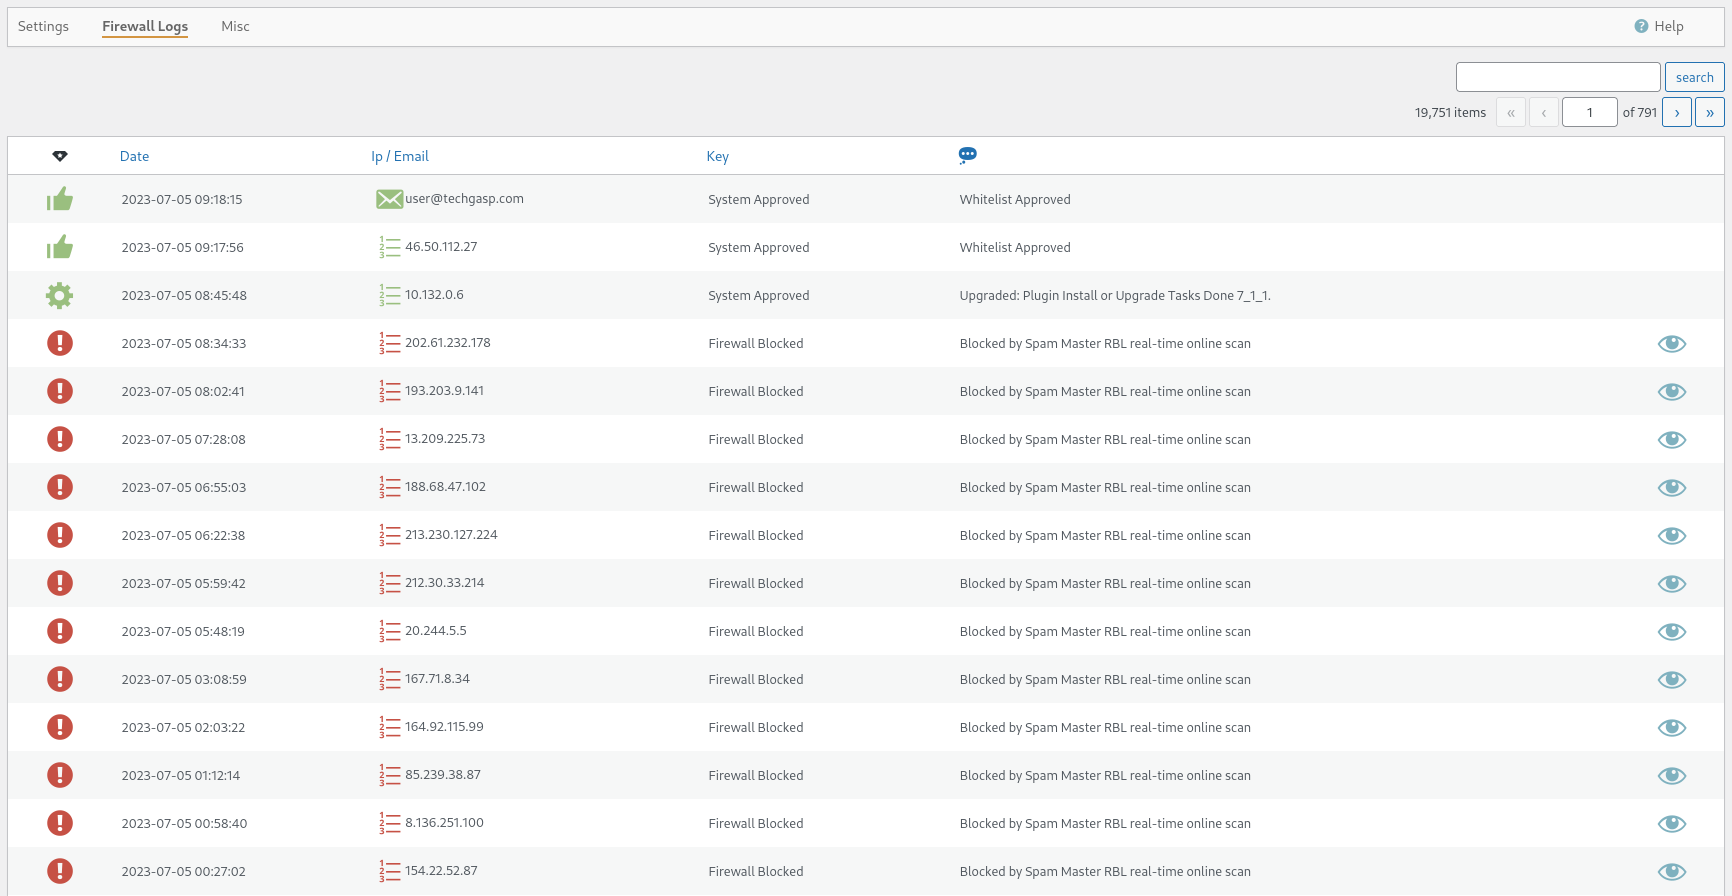 Settings Firewall Logs Misc Help
search
19,751 items « ‹ 1 of 791 › »
Date Ip / Email Key
2023-07-05 09:18:15 user@techgasp.com System Approved Whitelist Approved
2023-07-05 09:17:56 46.50.112.27 System Approved Whitelist Approved
2023-07-05 08:45:48 10.132.0.6 System Approved Upgraded: Plugin Install or Upgrade Tasks Done 7_1_1.
2023-07-05 08:34:33 202.61.232.178 Firewall Blocked Blocked by Spam Master RBL real-time online scan
2023-07-05 08:02:41 193.203.9.141 Firewall Blocked Blocked by Spam Master RBL real-time online scan
2023-07-05 07:28:08 13.209.225.73 Firewall Blocked Blocked by Spam Master RBL real-time online scan
2023-07-05 06:55:03 188.68.47.102 Firewall Blocked Blocked by Spam Master RBL real-time online scan
2023-07-05 06:22:38 213.230.127.224 Firewall Blocked Blocked by Spam Master RBL real-time online scan
2023-07-05 05:59:42 212.30.33.214 Firewall Blocked Blocked by Spam Master RBL real-time online scan
2023-07-05 05:48:19 20.244.5.5 Firewall Blocked Blocked by Spam Master RBL real-time online scan
2023-07-05 03:08:59 167.71.8.34 Firewall Blocked Blocked by Spam Master RBL real-time online scan
2023-07-05 02:03:22 164.92.115.99 Firewall Blocked Blocked by Spam Master RBL real-time online scan
2023-07-05 01:12:14 85.239.38.87 Firewall Blocked Blocked by Spam Master RBL real-time online scan
2023-07-05 00:58:40 8.136.251.100 Firewall Blocked Blocked by Spam Master RBL real-time online scan
2023-07-05 00:27:02 154.22.52.87 Firewall Blocked Blocked by Spam Master RBL real-time online scan